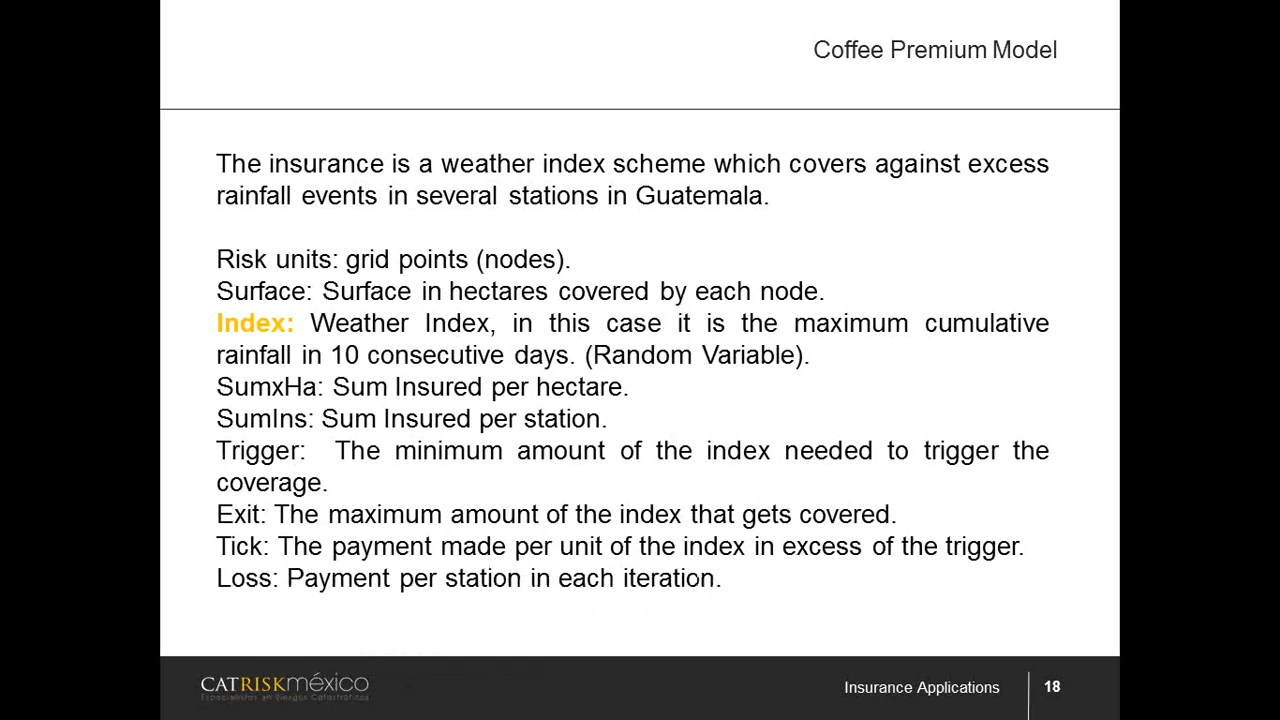 Coffee Premium Model
The insurance is a weather index scheme which covers against excess
rainfall events in several stations in Guatemala.
Risk units: grid points (nodes).
Surface: Surface in hectares covered by each node.
Index: Weather Index, in this case it is the maximum cumulative
rainfall in 10 consecutive days. (Random Variable).
SumxHa: Sum Insured per hectare.
SumIns: Sum Insured per station.
Trigger: The minimum amount of the index needed to trigger the
coverage.
Exit: The maximum amount of the index that gets covered.
Tick: The payment made per unit of the index in excess of the trigger.
Loss: Payment per station in each iteration.
CATRISKméxico
Especialistas en Riesgos Catastróficos
Insurance Applications 18